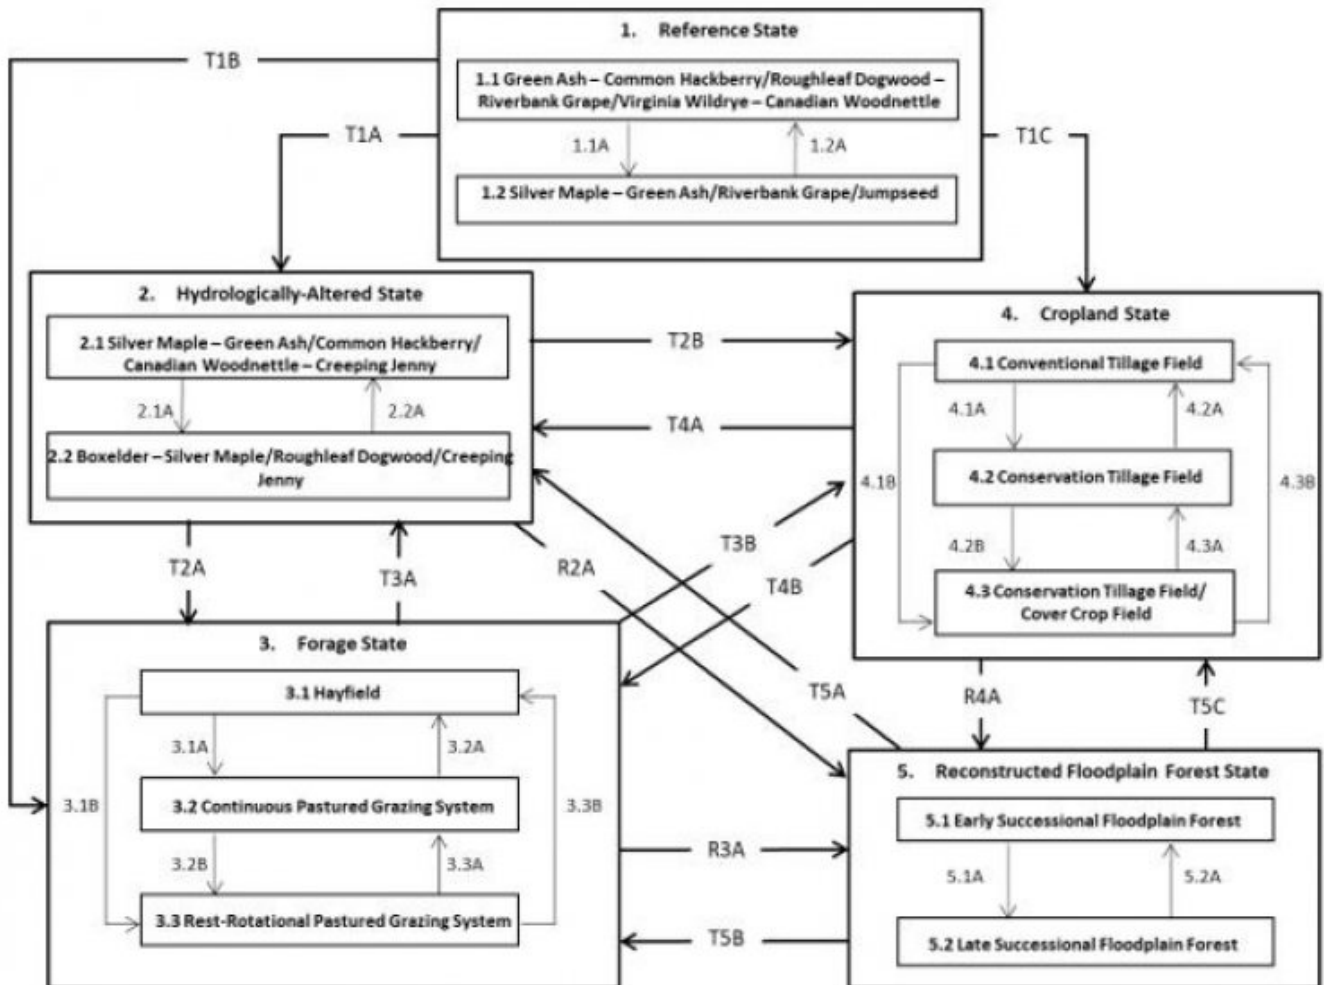 1. Reference State
T1B
1.1 Green Ash – Common Hackberry/Roughleaf Dogwood –
Riverbank Grape/Virginia Wildrye – Canadian Woodnettle
T1A
1.1A
1.2A
T1C
1.2 Silver Maple – Green Ash/Riverbank Grape/Jumpseed
2. Hydrologically-Altered State
2.1 Silver Maple – Green Ash/Common Hackberry/
Canadian Woodnettle – Creeping Jenny
2.1A
2.2A
2.2 Boxelder – Silver Maple/Roughleaf Dogwood/Creeping
Jenny
T2B
T4A
4. Cropland State
4.1 Conventional Tillage Field
4.1A
4.2A
4.2 Conservation Tillage Field
4.1B
4.3B
4.2B
4.3A
4.3 Conservation Tillage Field/
Cover Crop Field
T2A
T3A
R2A
T3B
T4B
T5A
R4A
T5C
3. Forage State
3.1 Hayfield
3.1A
3.2A
3.2 Continuous Pastured Grazing System
3.1B
3.3B
3.2B
3.3A
3.3 Rest-Rotational Pastured Grazing System
R3A
T5B
5. Reconstructed Floodplain Forest State
5.1 Early Successional Floodplain Forest
5.1A
5.2A
5.2 Late Successional Floodplain Forest